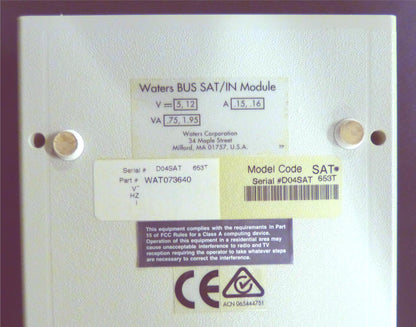 Waters BUS SAT/IN Module
V 5, 12 A .15, .16
VA .75, 1.95
Waters Corporation
34 Maple Street
Milford, MA 01757, U.S.A.
TP
Serial # D04SAT 653T
Part # WAT073640
V~
HZ
I
Model Code SAT*
Serial #D04SAT 653T
This equipment complies with the requirements in Part
15 of FCC Rules for a Class A computing device.
Operation of this equipment in a residential area may
cause unacceptable interference to radio and TV
reception requiring the operator to take whatever steps
are necessary to correct the interference.
CE
ACN 065444751